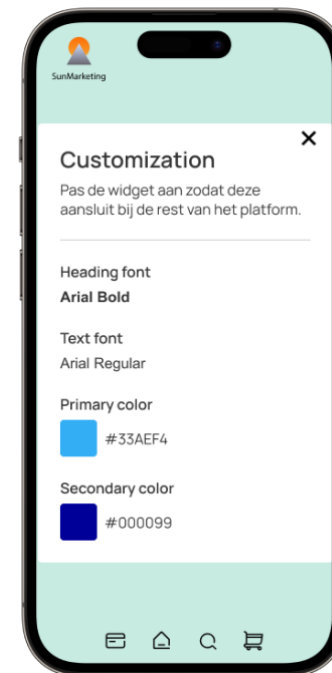 SunMarketing
Customization
Pas de widget aan zodat deze
aansluit bij de rest van het platform.
Heading font
Arial Bold
Text font
Arial Regular
Primary color
#33AEF4
Secondary color
#000099